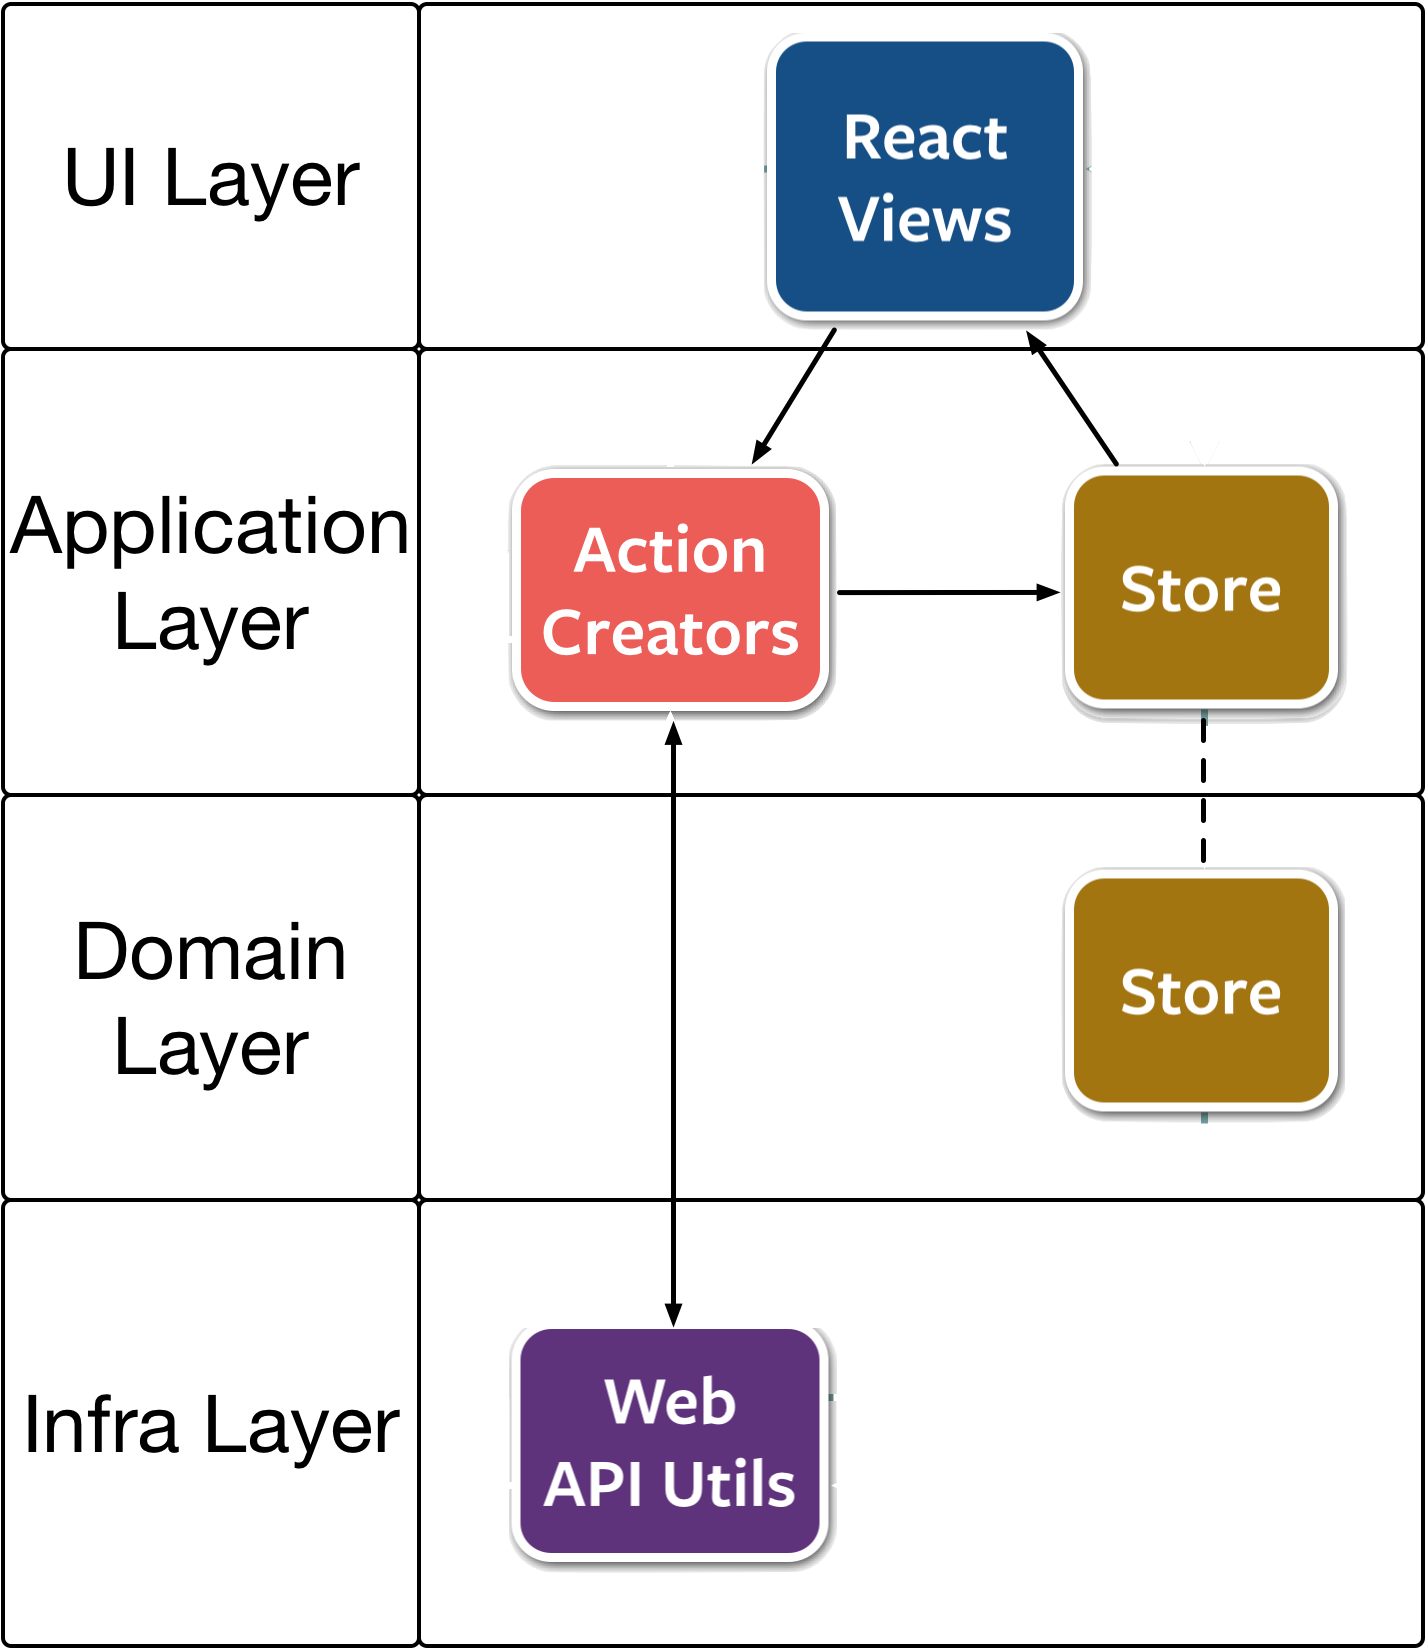 UI Layer
React
Views
Application
Layer
Action
Creators
Store
Domain
Layer
Store
Infra Layer
Web
API Utils